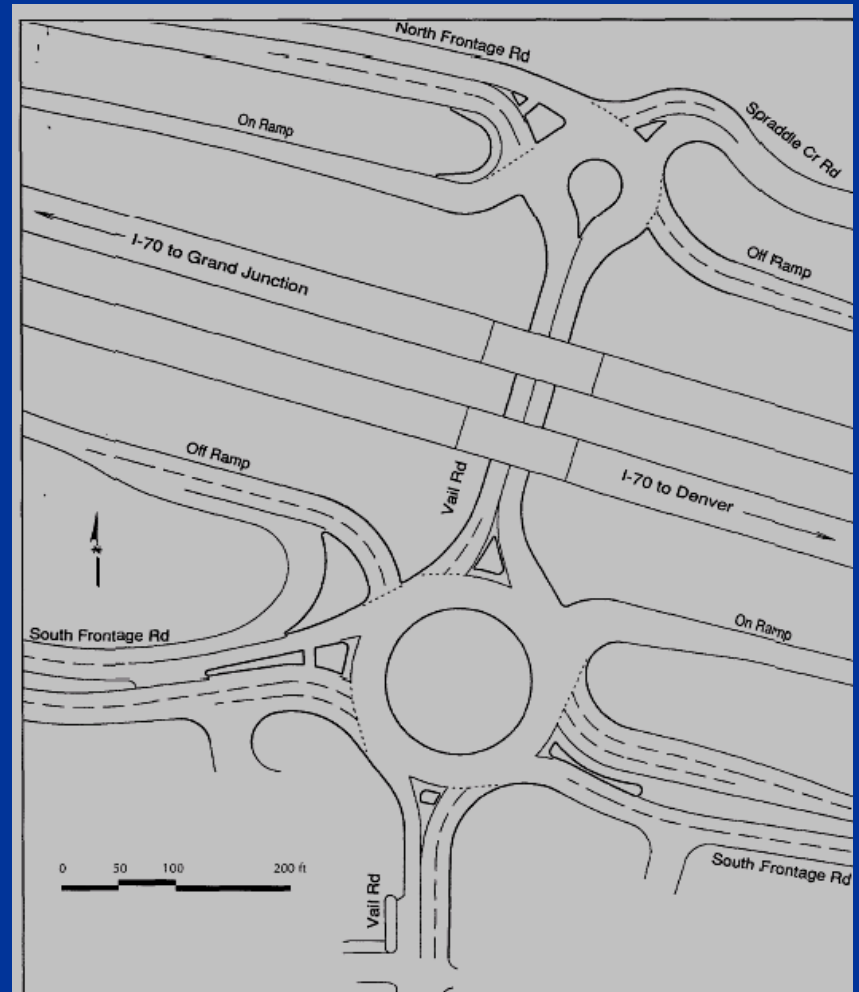 North Frontage Rd
Spraddle Cr Rd
On Ramp
Off Ramp
I-70 to Grand Junction
Off Ramp
Vail Rd
I-70 to Denver
South Frontage Rd
On Ramp
0 50 100 200 ft
Vail Rd
South Frontage Rd